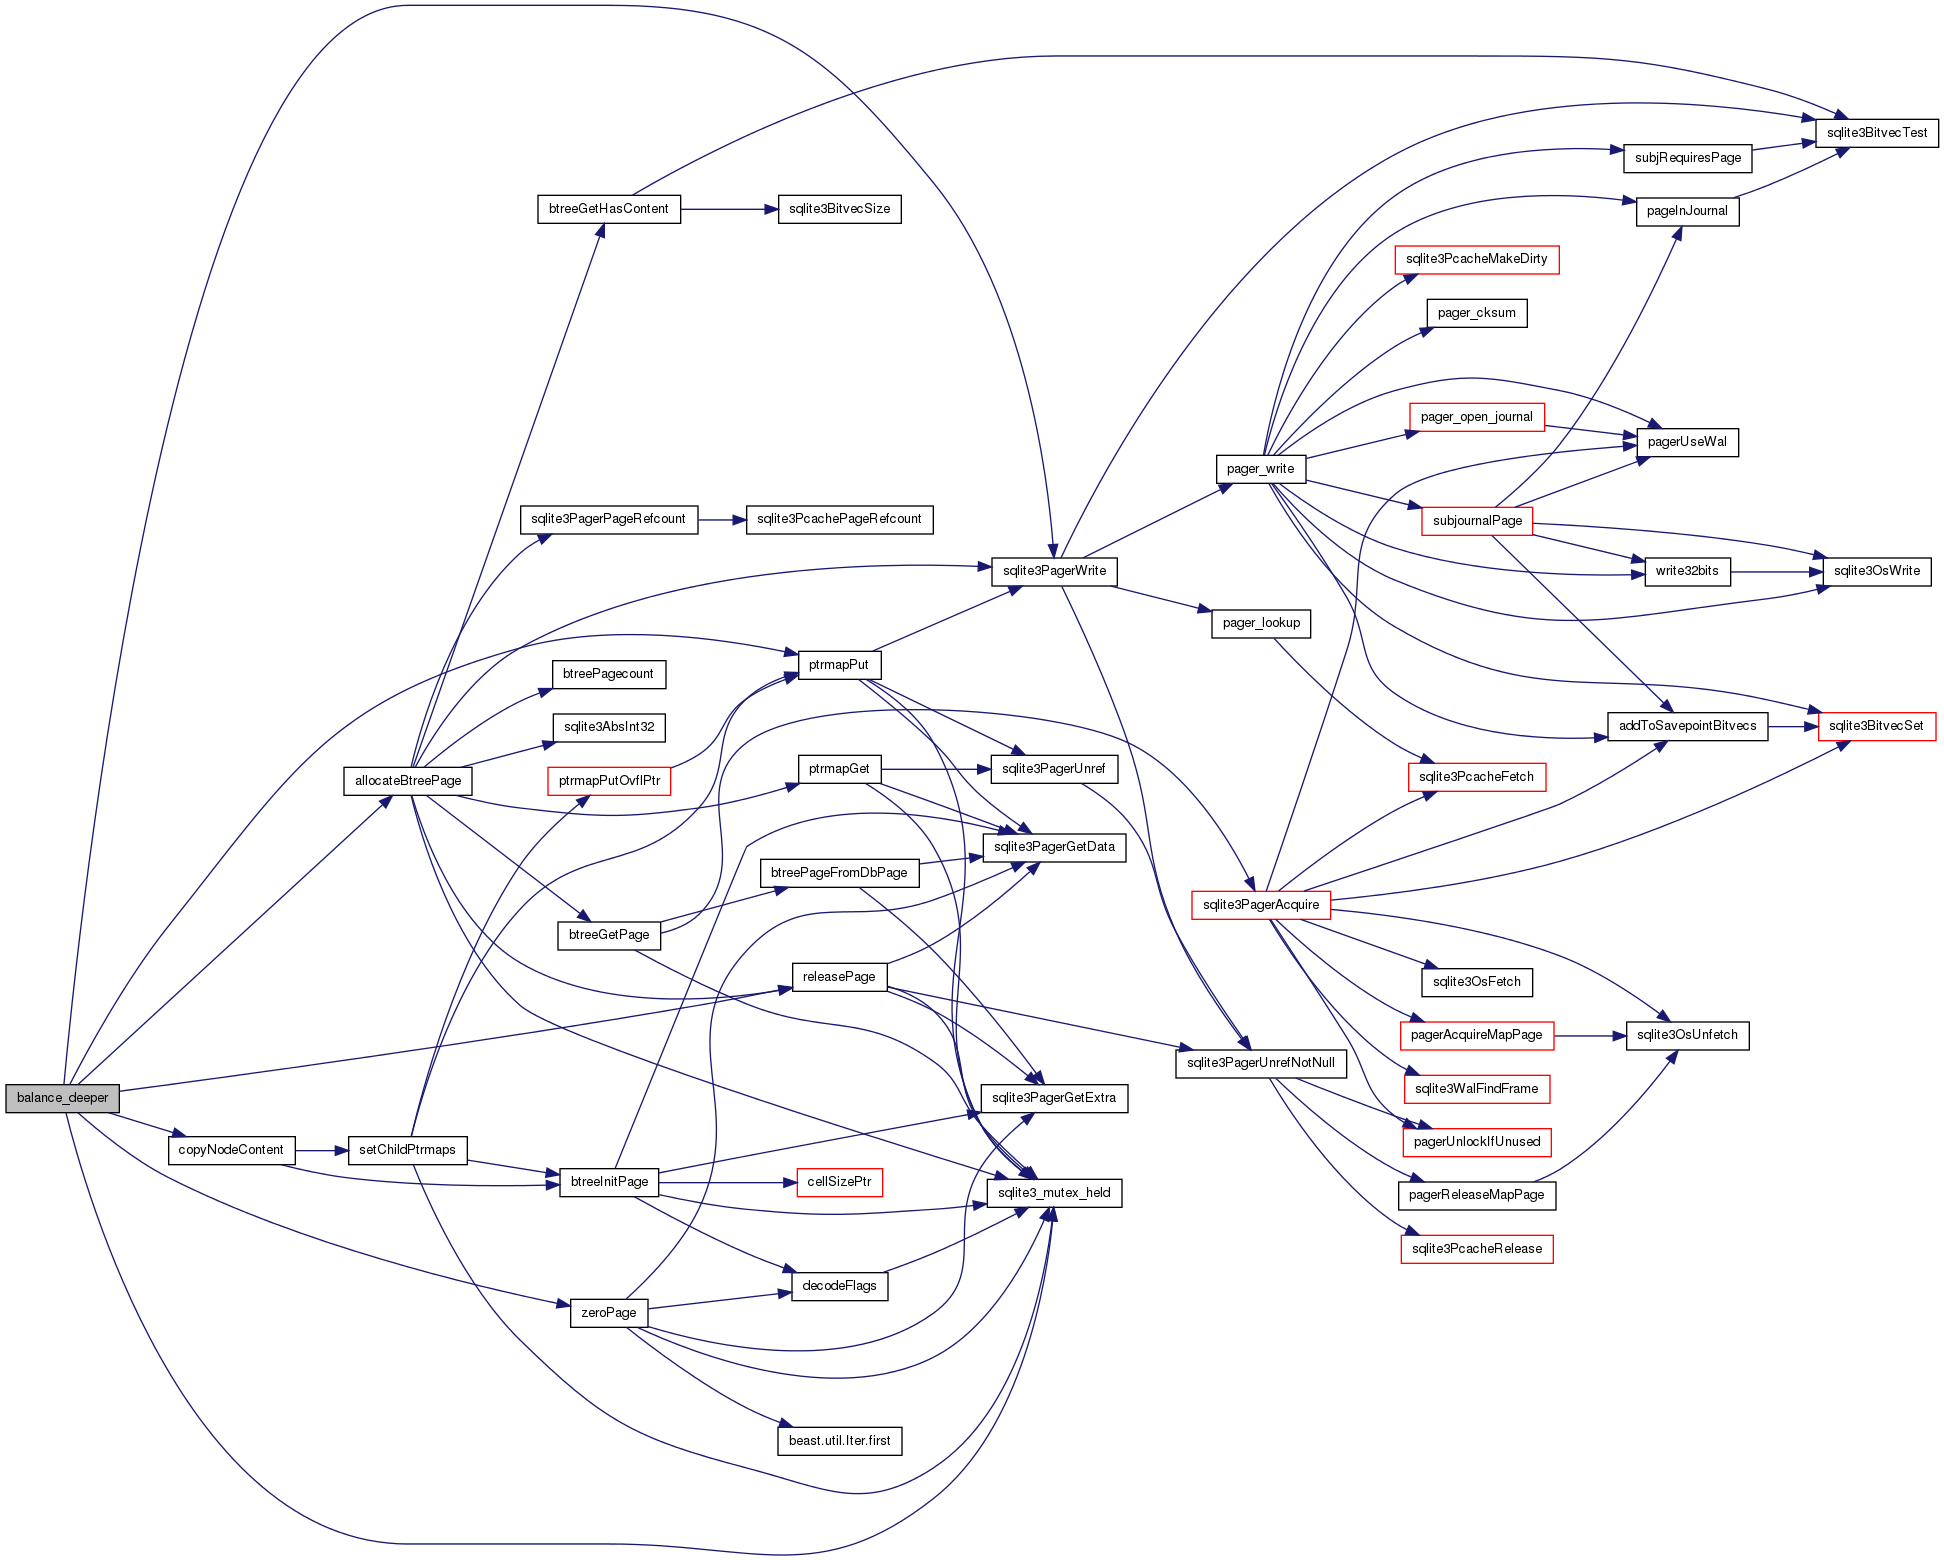 balance_deeper
copyNodeContent
allocateBtreePage
setChildPtrmaps
btreeGetHasContent
sqlite3PagerPageRefcount
btreePagecount
sqlite3AbsInt32
ptrmapPutOvflPtr
btreeGetPage
btreeInitPage
zeroPage
sqlite3BitvecSize
sqlite3PcachePageRefcount
ptrmapPut
ptrmapGet
btreePageFromDbPage
releasePage
cellSizePtr
decodeFlags
beast.util.Iter.first
sqlite3PagerWrite
sqlite3PagerUnref
sqlite3PagerGetData
sqlite3PagerGetExtra
sqlite3_mutex_held
pager_write
pager_lookup
sqlite3PagerAcquire
sqlite3PagerUnrefNotNull
sqlite3PcacheMakeDirty
pager_cksum
pager_open_journal
subjournalPage
sqlite3PcacheFetch
sqlite3OsFetch
pagerAcquireMapPage
sqlite3WalFindFrame
pagerUnlockIfUnused
pagerReleaseMapPage
sqlite3PcacheRelease
subjRequiresPage
pageInJournal
pagerUseWal
write32bits
addToSavepointBitvecs
sqlite3OsUnfetch
sqlite3BitvecTest
sqlite3OsWrite
sqlite3BitvecSet